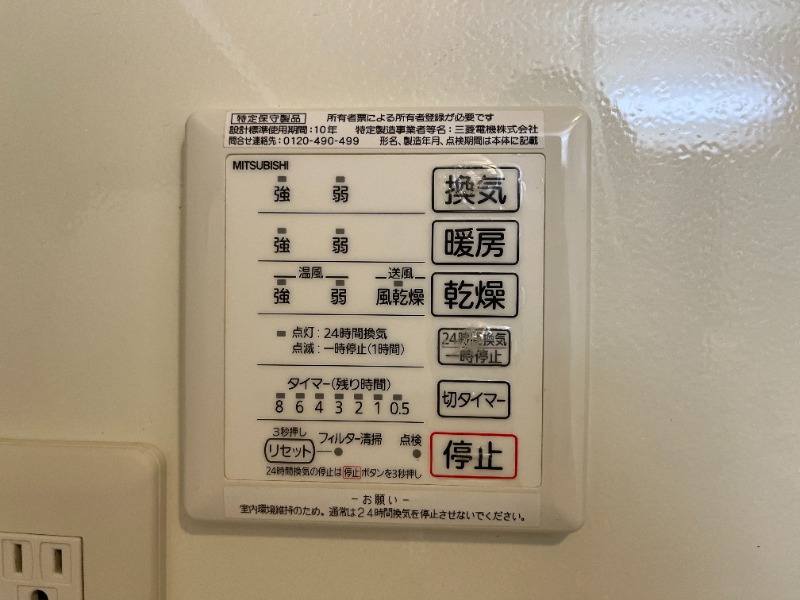 特定保守製品 所有者票による所有者登録が必要です
設計標準使用期間：10年 特定製造事業者等名：三菱電機株式会社
問合せ連絡先：0120-490-499 形名、製造年月、点検期間は本体に記載
MITSUBISHI
強 弱 換気
強 弱 暖房
温風 送風
強 弱 風乾燥 乾燥
点灯：24時間換気
点滅：一時停止(1時間)
24時間換気
一時停止
タイマー(残り時間)
8 6 4 3 2 1 0.5
切タイマー
3秒押し
リセット フィルター清掃 点検
停止
24時間換気の停止は停止ボタンを3秒押し
－お願い－
室内環境維持のため、通常は24時間換気を停止させないでください。